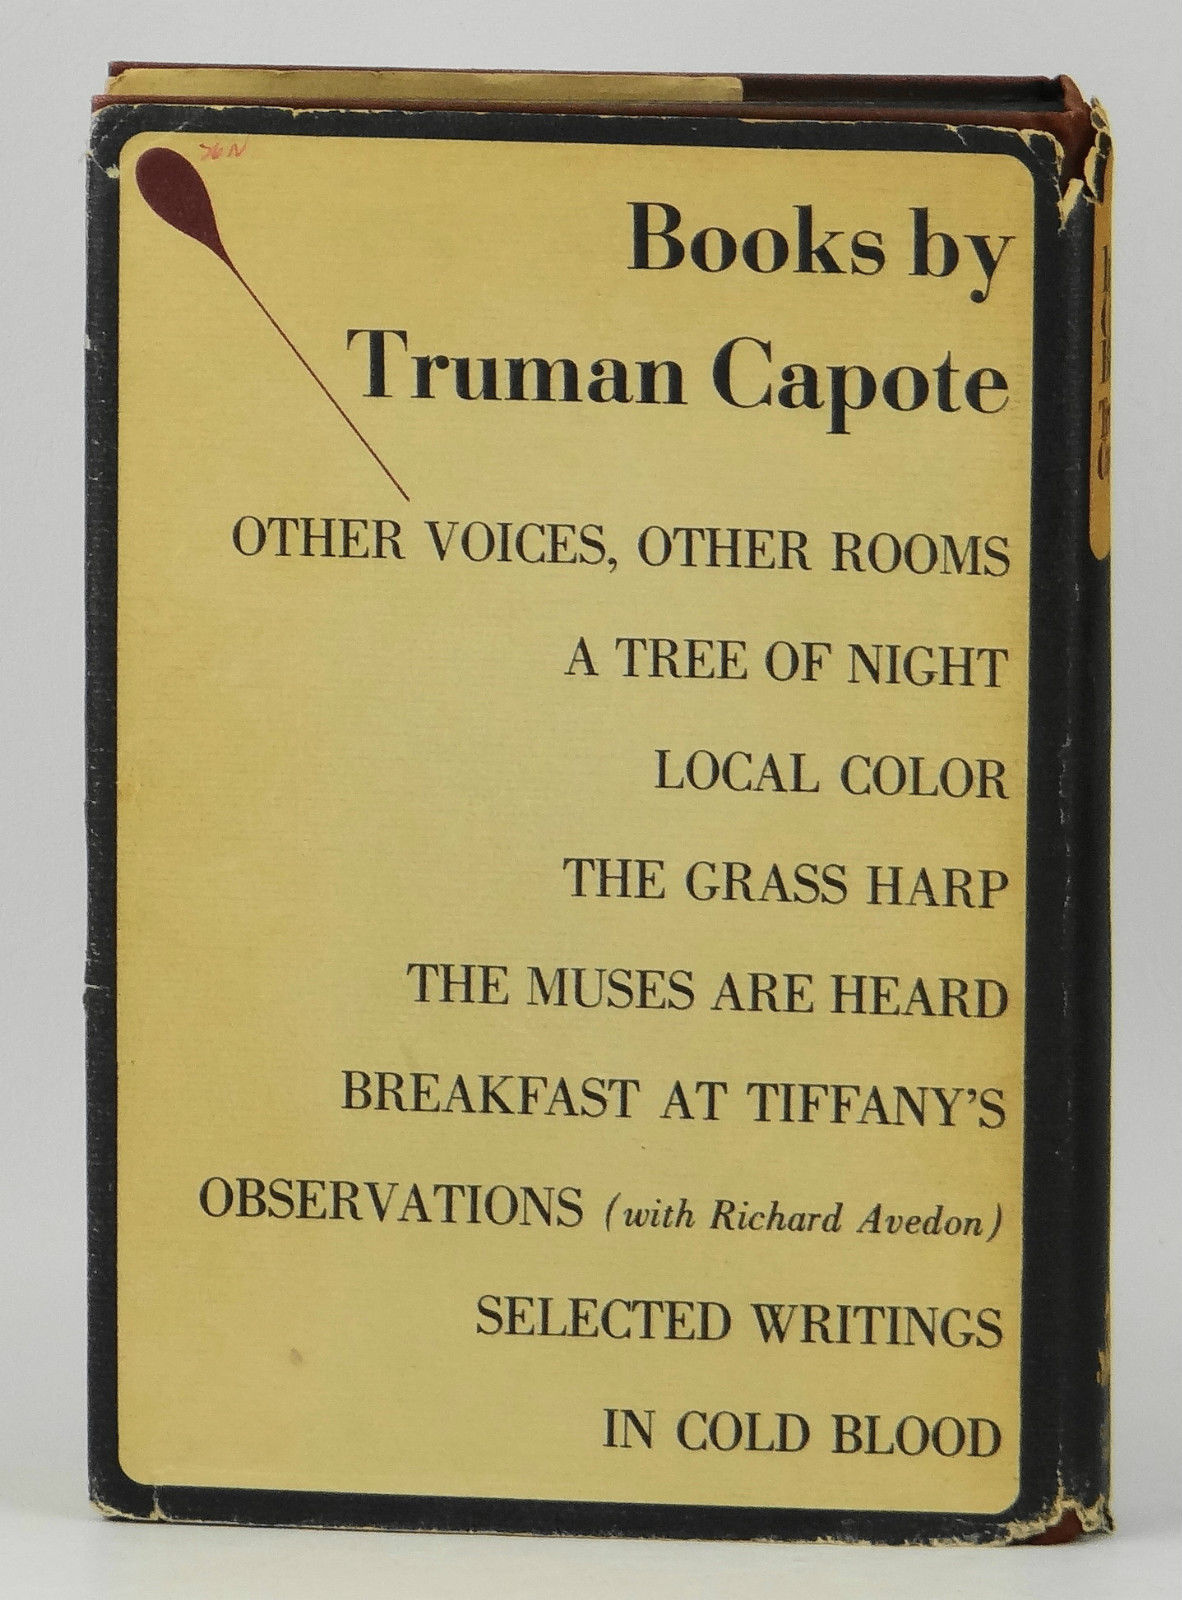 Books by
Truman Capote
OTHER VOICES, OTHER ROOMS
A TREE OF NIGHT
LOCAL COLOR
THE GRASS HARP
THE MUSES ARE HEARD
BREAKFAST AT TIFFANY'S
OBSERVATIONS (with Richard Avedon)
SELECTED WRITINGS
IN COLD BLOOD